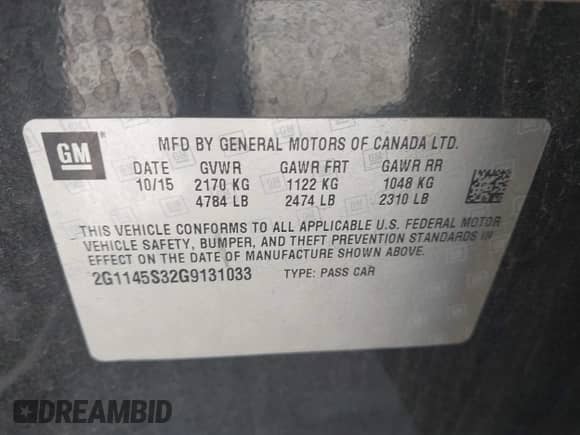 GM
MFD BY GENERAL MOTORS OF CANADA LTD.
DATE GVWR GAWR FRT GAWR RR
10/15 2170 KG 1122 KG 1048 KG
4784 LB 2474 LB 2310 LB
THIS VEHICLE CONFORMS TO ALL APPLICABLE U.S. FEDERAL MOTOR
VEHICLE SAFETY, BUMPER, AND THEFT PREVENTION STANDARDS IN
EFFECT ON THE DATE OF MANUFACTURE SHOWN ABOVE.
2G1145S32G9131033 TYPE: PASS CAR
DREAMBID